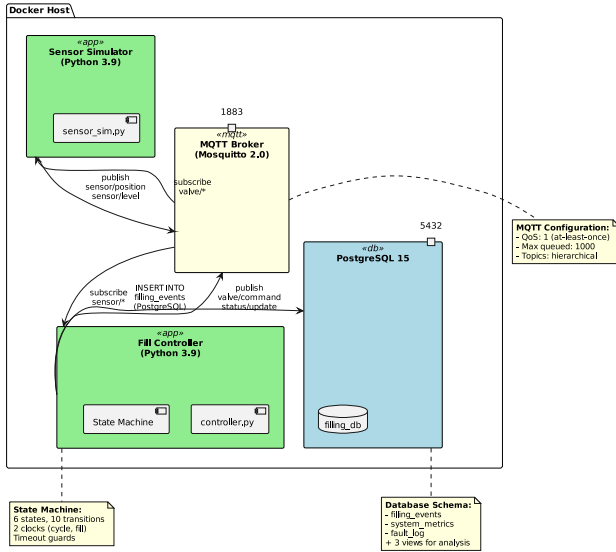 Docker Host
«app»
Sensor Simulator
(Python 3.9)
sensor_sim.py
1883
«mqtt»
MQTT Broker
(Mosquitto 2.0)
publish
sensor/position
sensor/level
subscribe
valve/*
5432
«db»
PostgreSQL 15
filling_db
MQTT Configuration:
- QoS: 1 (at-least-once)
- Max queued: 1000
- Topics: hierarchical
subscribe
sensor/*
INSERT INTO
filling_events
(PostgreSQL)
publish
valve/command
status/update
«app»
Fill Controller
(Python 3.9)
State Machine
controller.py
State Machine:
6 states, 10 transitions
2 clocks (cycle, fill)
Timeout guards
Database Schema:
- filling_events
- system_metrics
- fault_log
+ 3 views for analysis